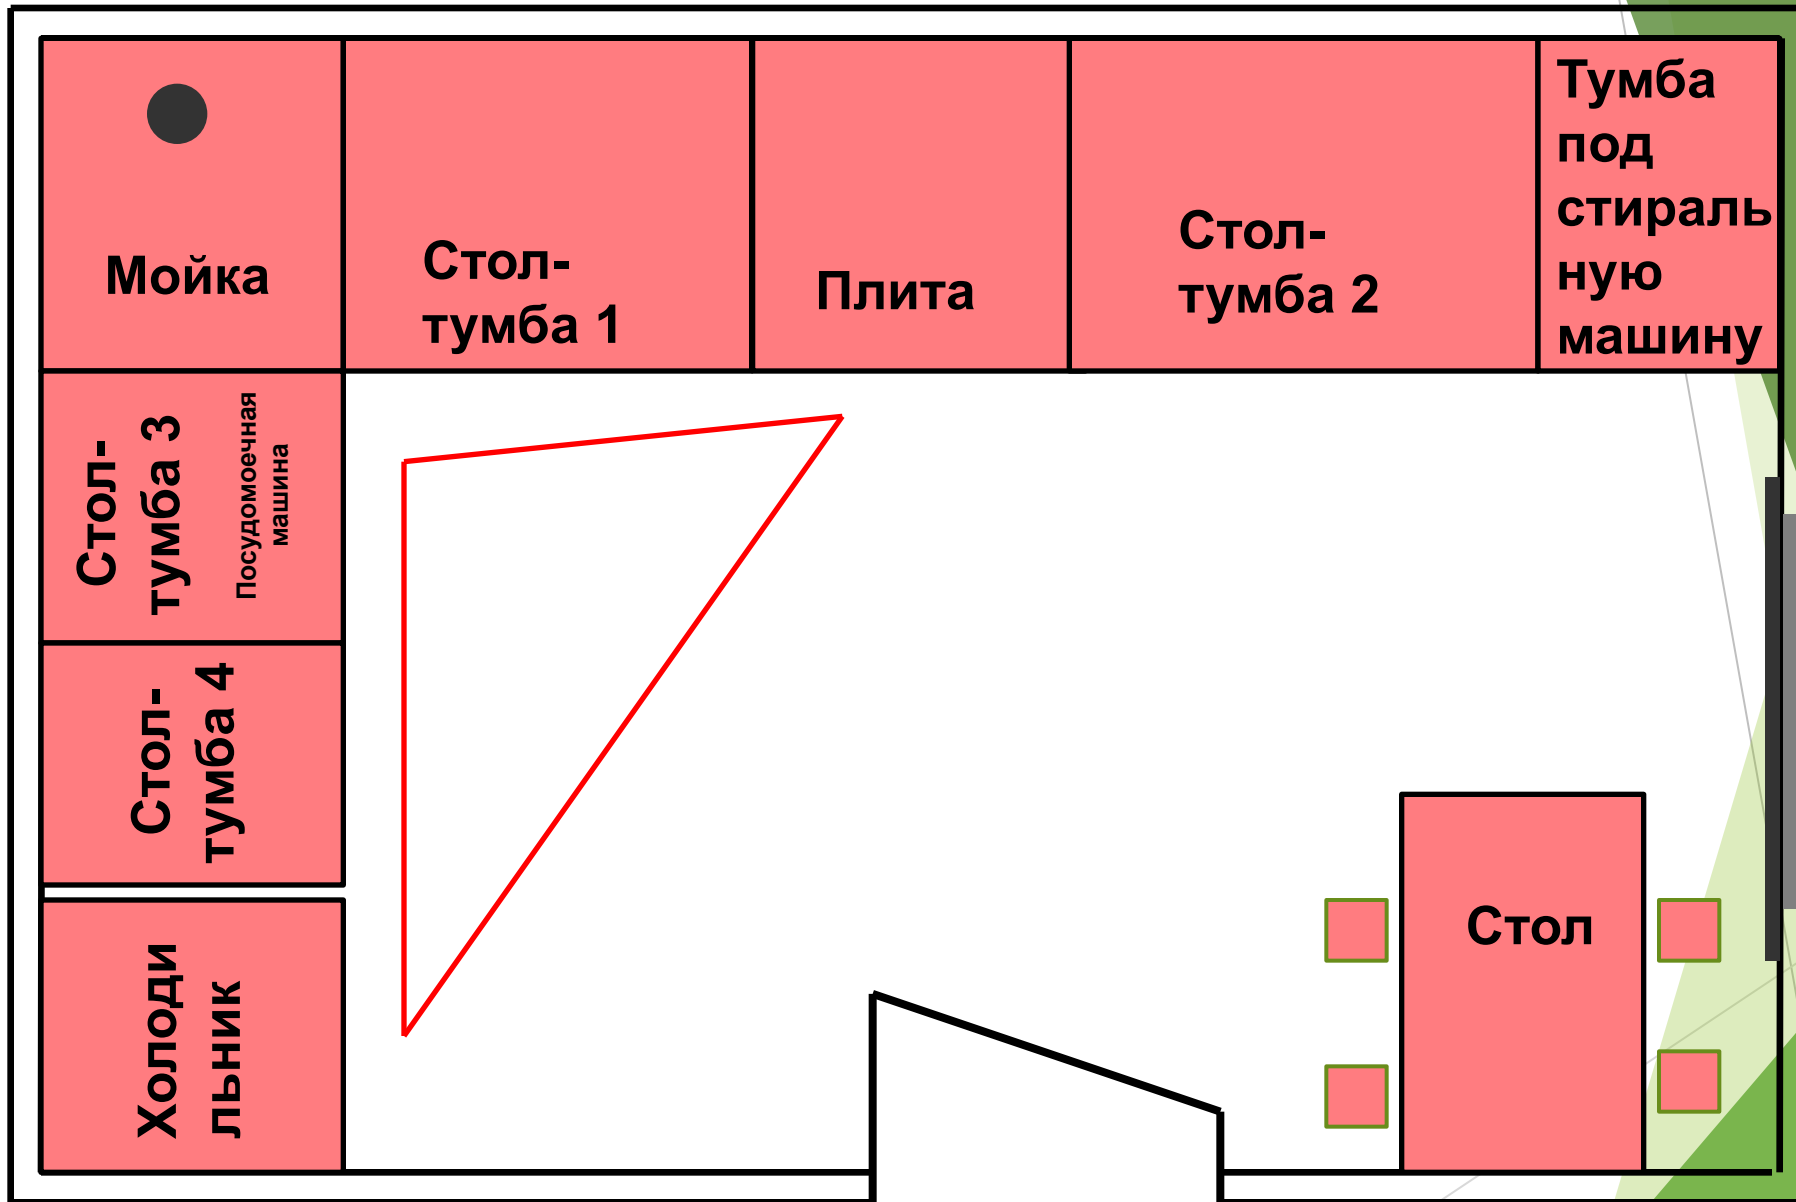 Мойка
Стол-
тумба 1
Плита
Стол-
тумба 2
Тумба
под
стираль
ную
машину
Стол-
тумба 3
Посудомоечная
машина
Стол-
тумба 4
Холоди
льник
Стол